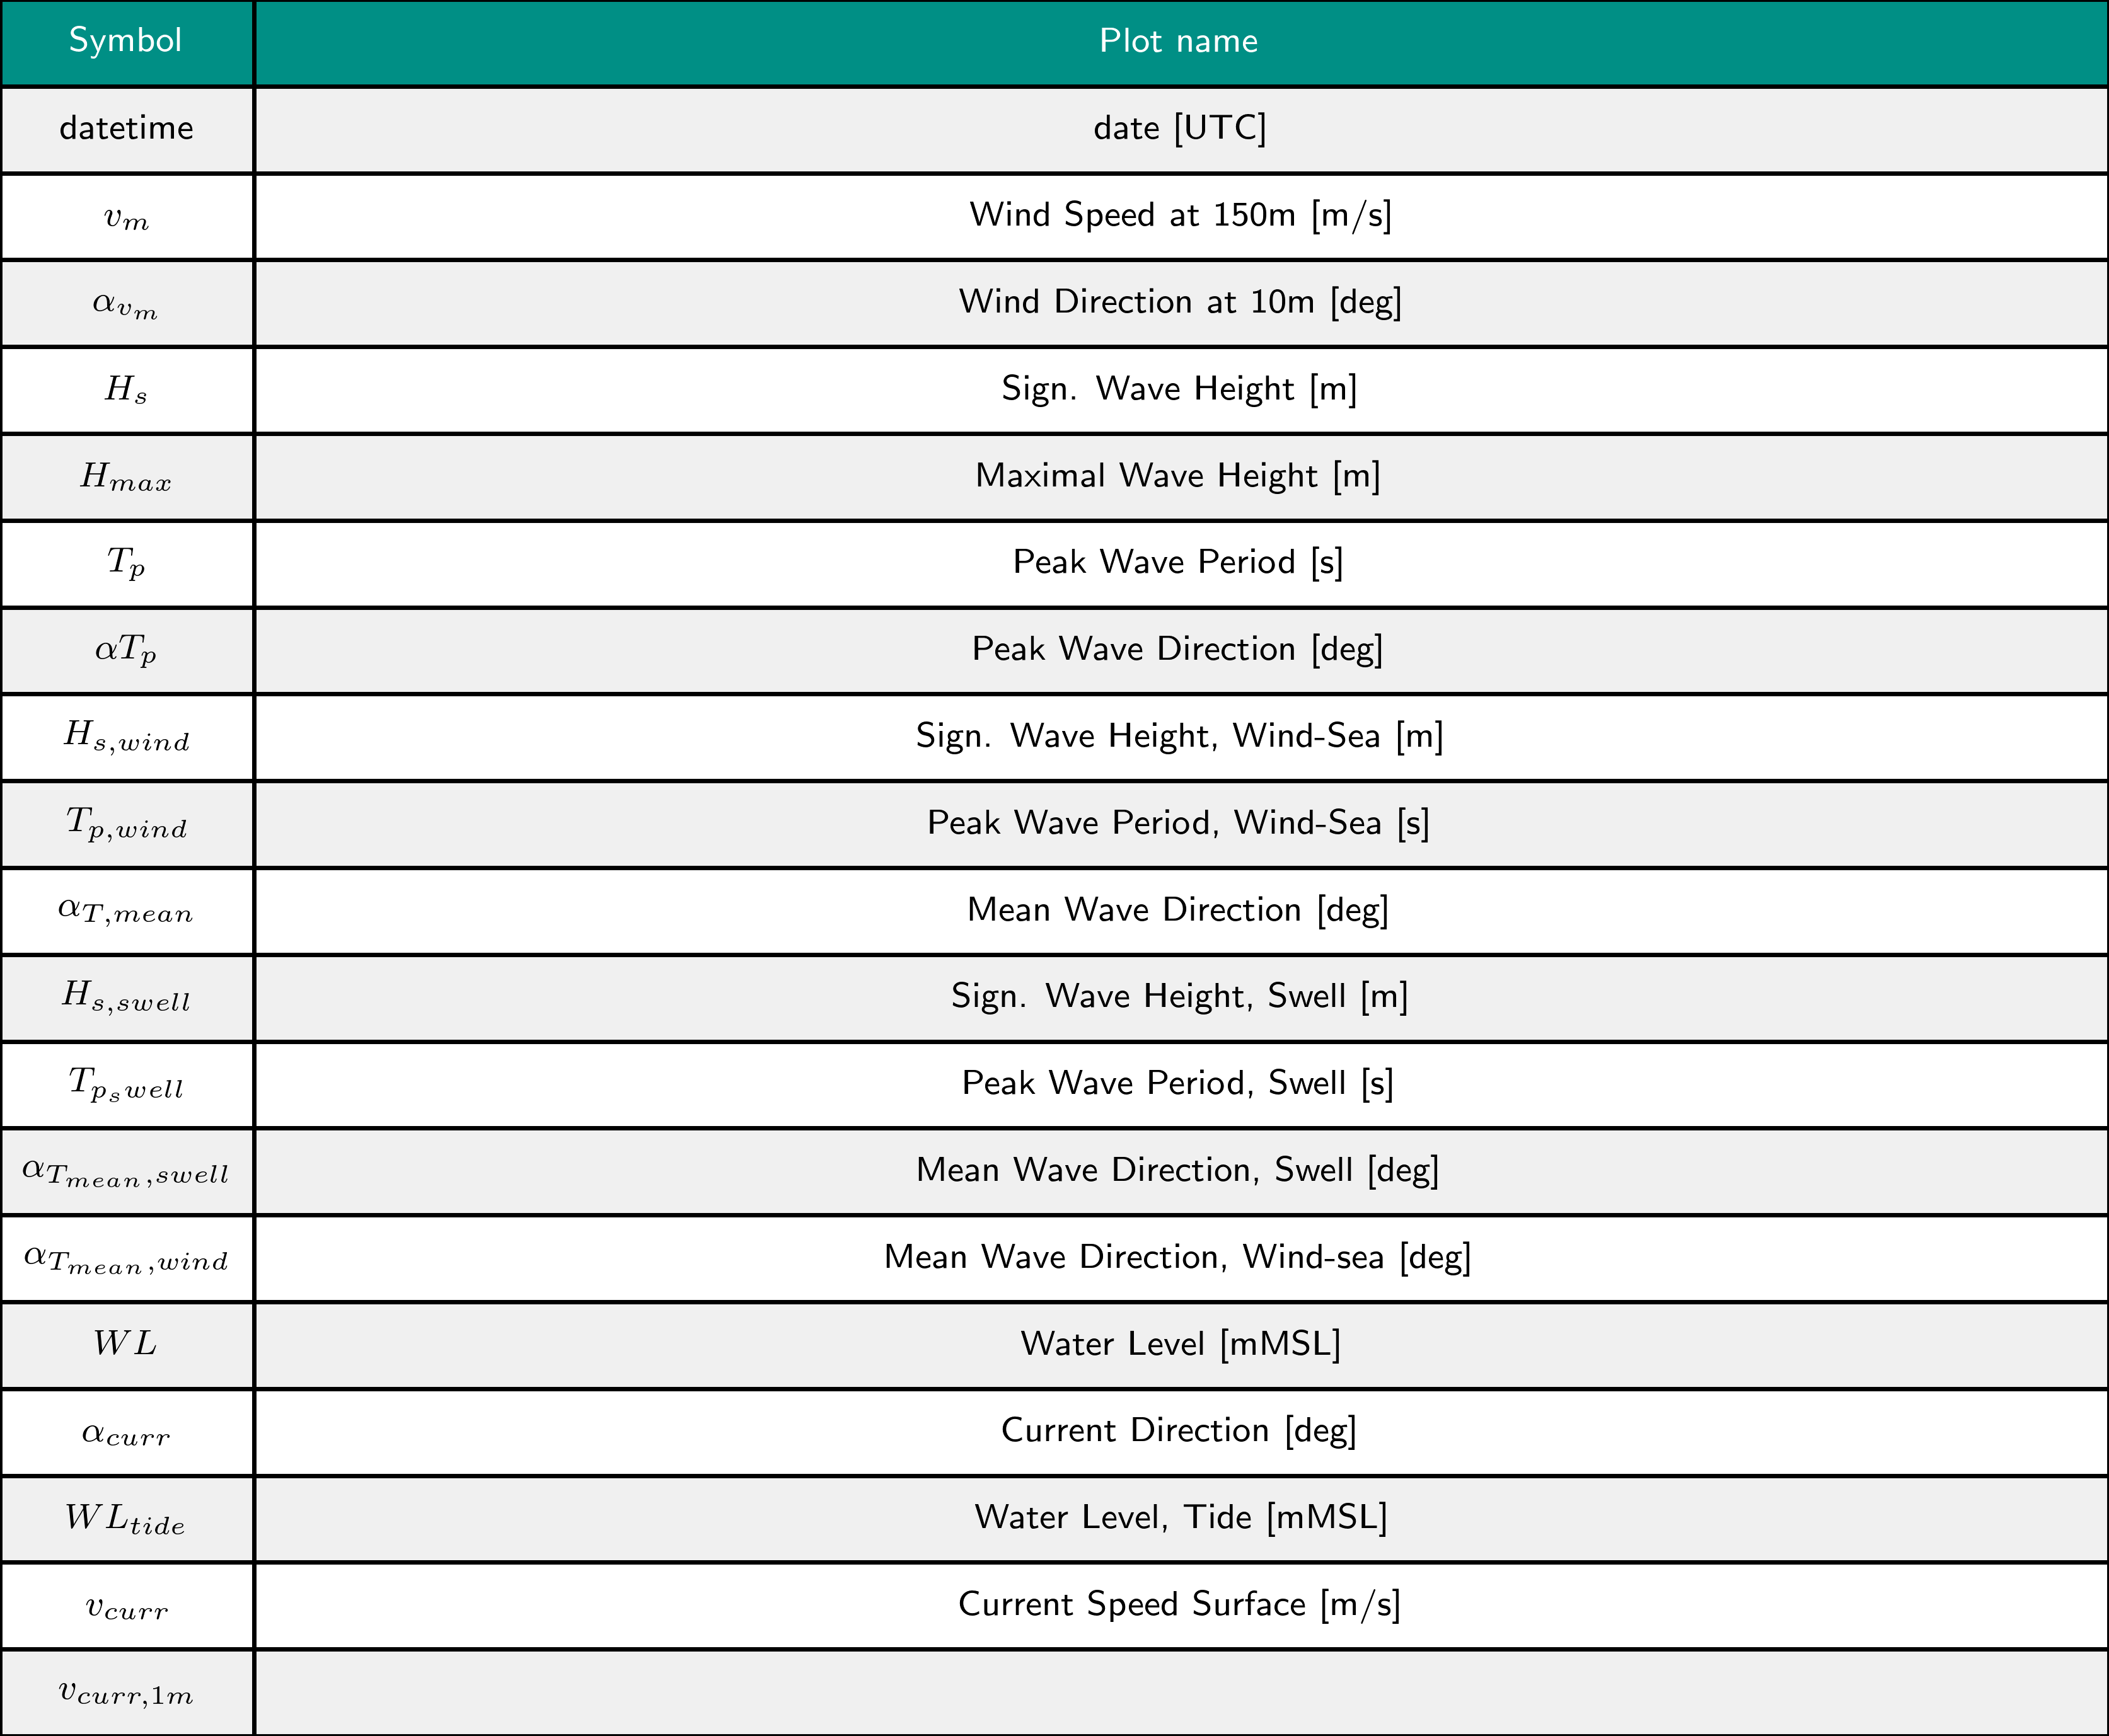 Symbol Plot name
datetime date [UTC]
$v_m$ Wind Speed at 150m [m/s]
$\alpha_{v_m}$ Wind Direction at 10m [deg]
$H_s$ Sign. Wave Height [m]
$H_{max}$ Maximal Wave Height [m]
$T_p$ Peak Wave Period [s]
$\alpha T_p$ Peak Wave Direction [deg]
$H_{s,wind}$ Sign. Wave Height, Wind-Sea [m]
$T_{p,wind}$ Peak Wave Period, Wind-Sea [s]
$\alpha_{T,mean}$ Mean Wave Direction [deg]
$H_{s,swell}$ Sign. Wave Height, Swell [m]
$T_{p_swell}$ Peak Wave Period, Swell [s]
$\alpha_{T_{mean},swell}$ Mean Wave Direction, Swell [deg]
$\alpha_{T_{mean},wind}$ Mean Wave Direction, Wind-sea [deg]
$WL$ Water Level [mMSL]
$\alpha_{curr}$ Current Direction [deg]
$WL_{tide}$ Water Level, Tide [mMSL]
$v_{curr}$ Current Speed Surface [m/s]
$v_{curr,1m}$